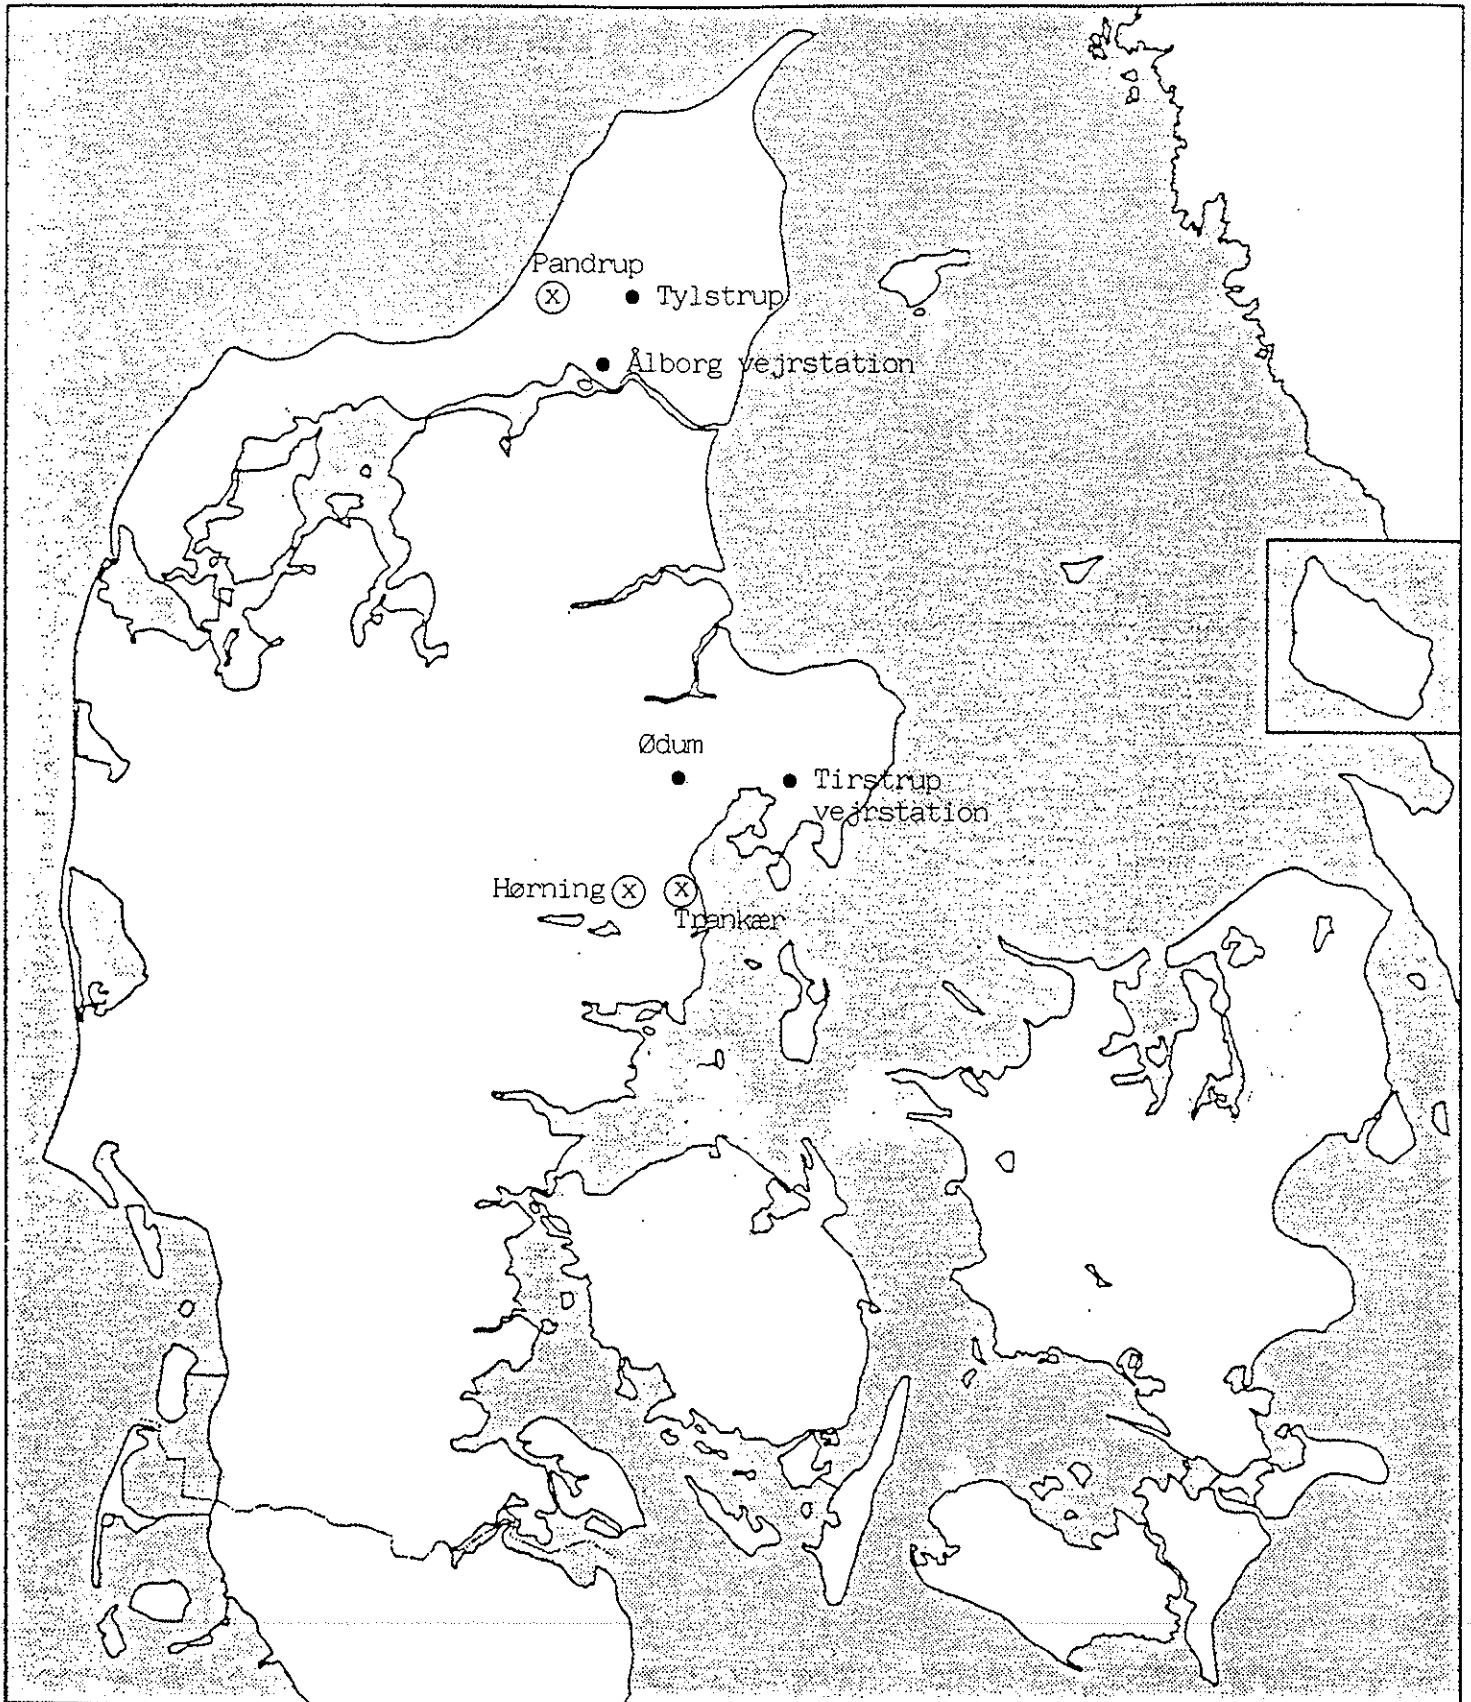 Pandrup
x
Tylstrup
Ålborg vejrstation
Ødum
Tirstrup
vejrstation
Hørning x x
Trankær